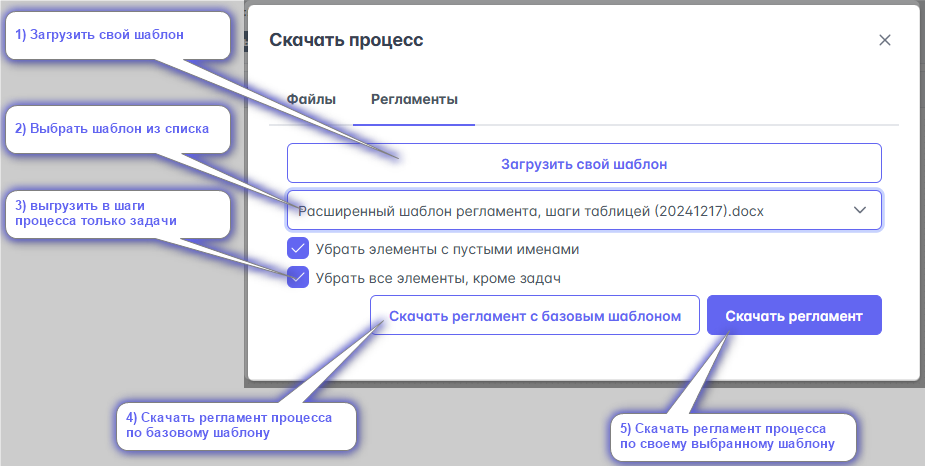 1) Загрузить свой шаблон
Скачать процесс
Файлы
Регламенты
2) Выбрать шаблон из списка
Загрузить свой шаблон
3) выгрузить в шаги
процесса только задачи
Расширенный шаблон регламента, шаги таблицей (20241217).docx
Убрать элементы с пустыми именами
Убрать все элементы, кроме задач
Скачать регламент с базовым шаблоном
Скачать регламент
4) Скачать регламент процесса
по базовому шаблону
5) Скачать регламент процесса
по своему выбранному шаблону